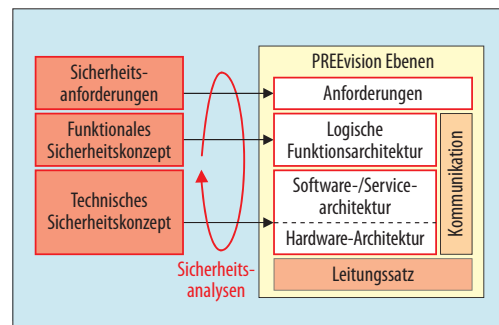 Sicherheits-
anforderungen
Funktionales
Sicherheitskonzept
Technisches
Sicherheitskonzept
Sicherheits-
analysen
PREEvision Ebenen
Anforderungen
Logische
Funktionsarchitektur
Software-/Service-
architektur
Hardware-Architektur
Kommunikation
Leitungssatz